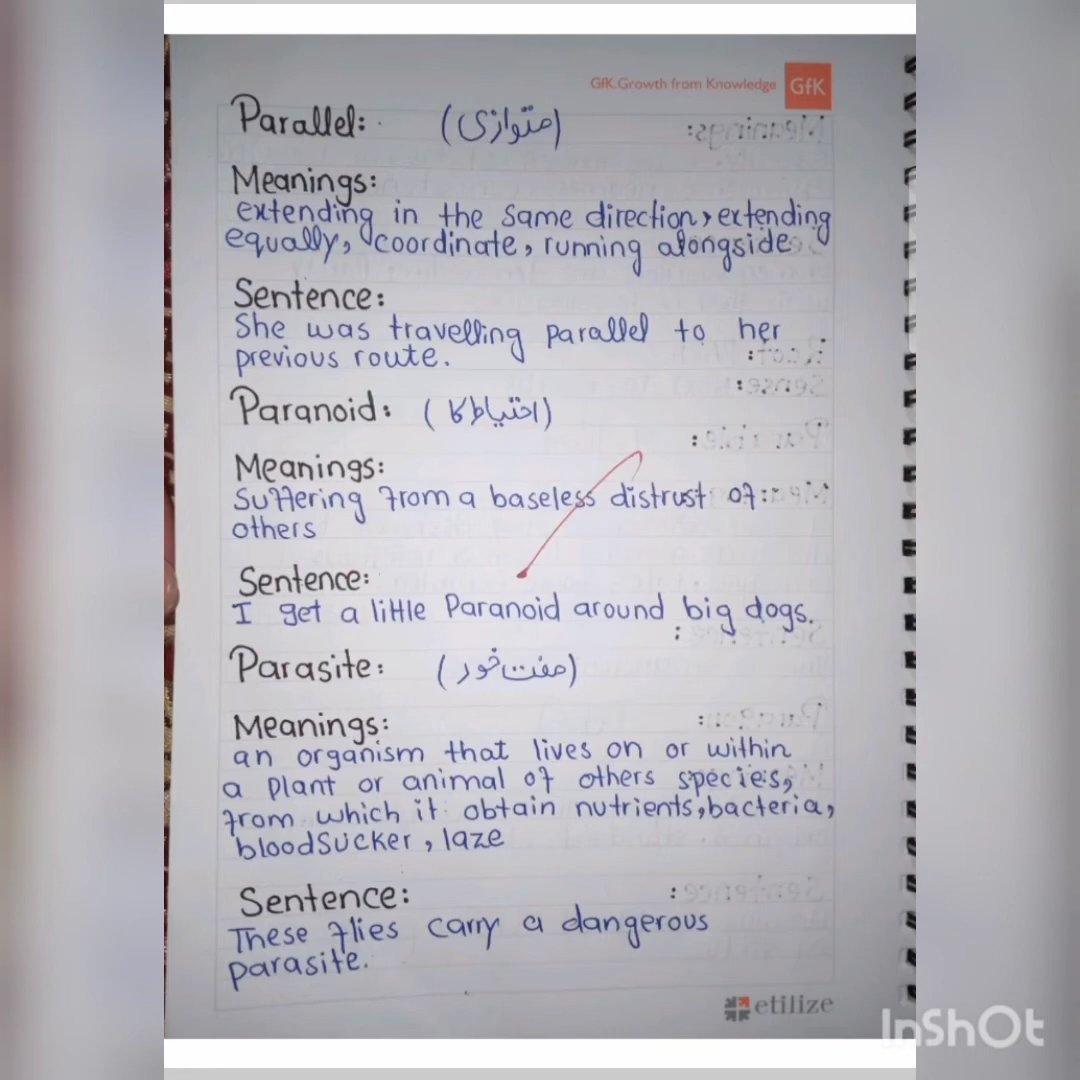 GfK. Growth from Knowledge GfK
Parallel: (متوازی)
Meanings:
extending in the same direction, extending
equally, coordinate, running alongside
Sentence:
She was travelling parallel to her
previous route.
Paranoid: (احتیاط کا)
Meanings:
Suffering from a baseless distrust of
others
Sentence:
I get a little Paranoid around big dogs.
Parasite: (مفت خور)
Meanings:
an organism that lives on or within
a plant or animal of others species,
from which it obtain nutrients, bacteria,
bloodsucker, laze
Sentence:
These flies carry a dangerous
parasite.
etilize
InShOt